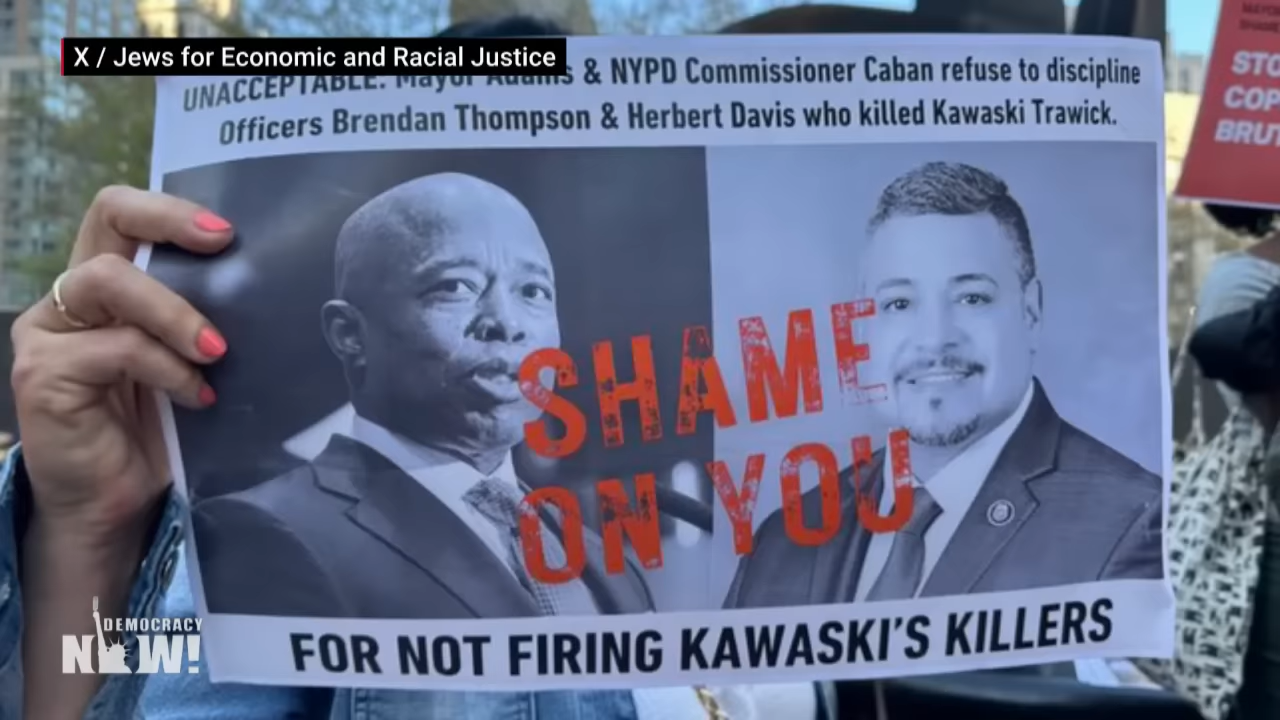 X / Jews for Economic and Racial Justice
UNACCEPTABLE: Mayor Adams & NYPD Commissioner Caban refuse to discipline
Officers Brendan Thompson & Herbert Davis who killed Kawaski Trawick.
SHAME
ON YOU
FOR NOT FIRING KAWASKI'S KILLERS
STO
COP
BRUT
DEMOCRACY
NOW!